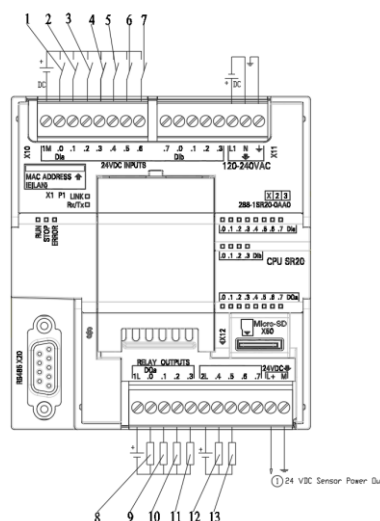 1 2 3 4 5 6 7
DC
DC
X10
1M .0 .1 .2 .3 .4 .5 .6 .7 .0 .1 .2 .3 L1 N
X11
DIa
24VDC INPUTS
DIb
120-240VAC
MAC ADDRESS
(E)LAN)
X1 P1 LINK
Rx/Tx
X 2 3
288-1SR20-0AA0
RUN
STOP
ERROR
.0 .1 .2 .3 .4 .5 .6 .7 DIa
.0 .1 .2 .3 DIb
CPU SR20
.0 .1 .2 .3 .4 .5 .6 .7 DQa
RS485 X20
X12
Micro-SD
X50
RELAY OUTPUTS
DQa
24VDC
1L .0 .1 .2 .3 2L .4 .5 .6 .7 L+ M
① 24 VDC Sensor Power Ou
8 9 10 11 12 13